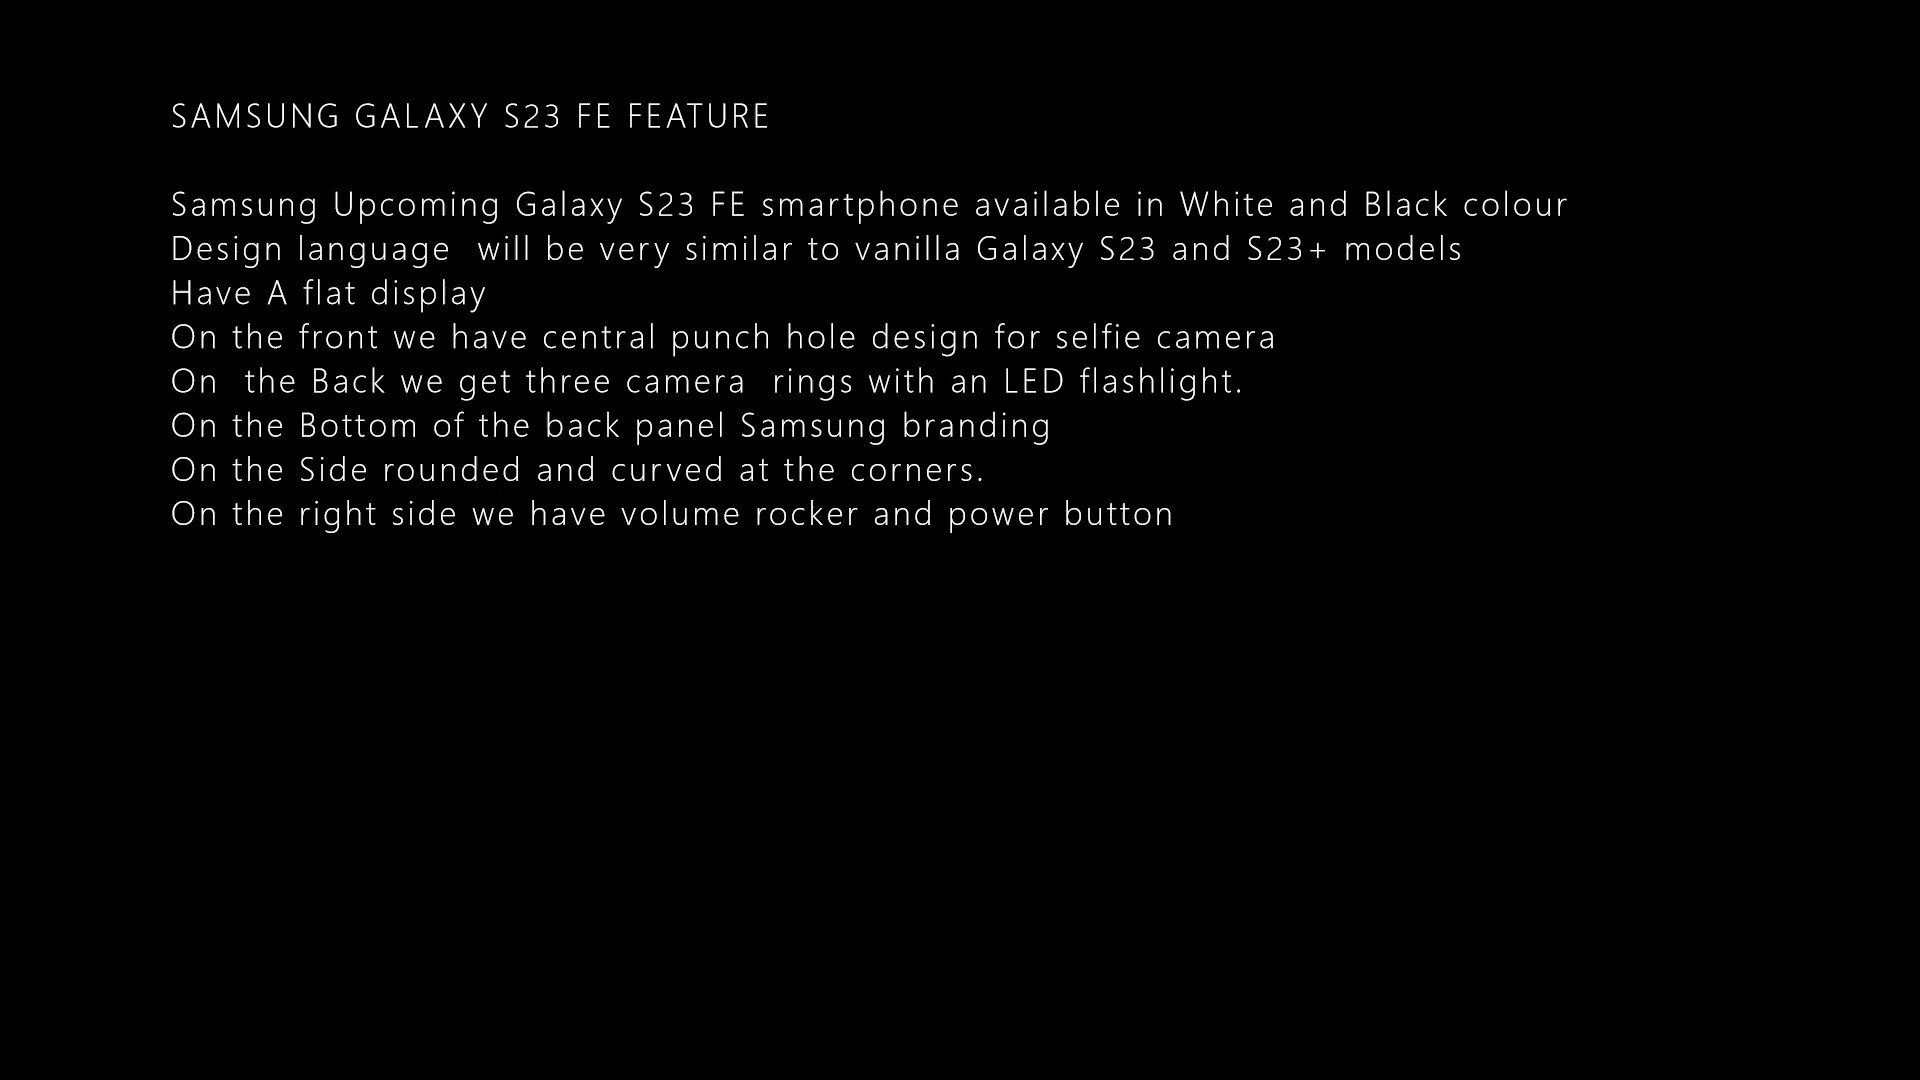 SAMSUNG GALAXY S23 FE FEATURE
Samsung Upcoming Galaxy S23 FE smartphone available in White and Black colour
Design language  will be very similar to vanilla Galaxy S23 and S23+ models
Have A flat display
On the front we have central punch hole design for selfie camera
On  the Back we get three camera  rings with an LED flashlight.
On the Bottom of the back panel Samsung branding
On the Side rounded and curved at the corners.
On the right side we have volume rocker and power button